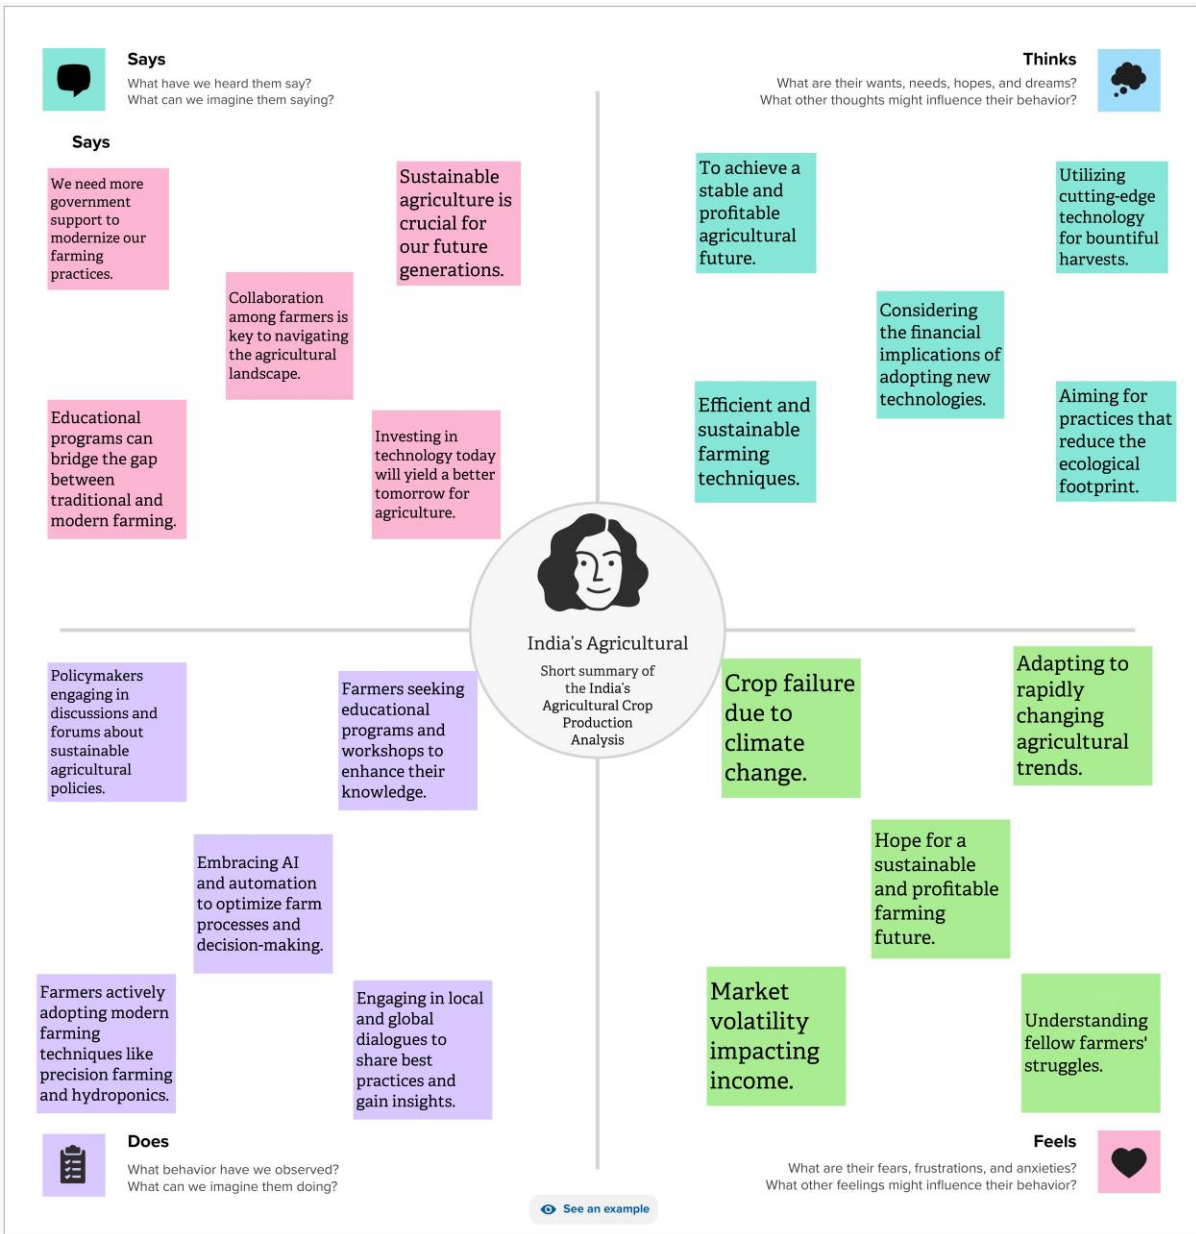 Says
What have we heard them say?
What can we imagine them saying?
Thinks
What are their wants, needs, hopes, and dreams?
What other thoughts might influence their behavior?
Says
We need more
government
support to
modernize our
farming
practices.
Sustainable
agriculture is
crucial for
our future
generations.
Collaboration
among farmers is
key to navigating
the agricultural
landscape.
Educational
programs can
bridge the gap
between
traditional and
modern farming.
Investing in
technology today
will yield a better
tomorrow for
agriculture.
To achieve a
stable and
profitable
agricultural
future.
Utilizing
cutting-edge
technology
for bountiful
harvests.
Considering
the financial
implications of
adopting new
technologies.
Efficient and
sustainable
farming
techniques.
Aiming for
practices that
reduce the
ecological
footprint.
India's Agricultural
Short summary of
the India's
Agricultural Crop
Production
Analysis
Policymakers
engaging in
discussions and
forums about
sustainable
agricultural
policies.
Farmers seeking
educational
programs and
workshops to
enhance their
knowledge.
Embracing AI
and automation
to optimize farm
processes and
decision-making.
Farmers actively
adopting modern
farming
techniques like
precision farming
and hydroponics.
Engaging in local
and global
dialogues to
share best
practices and
gain insights.
Crop failure
due to
climate
change.
Adapting to
rapidly
changing
agricultural
trends.
Hope for a
sustainable
and profitable
farming
future.
Market
volatility
impacting
income.
Understanding
fellow farmers'
struggles.
Does
What behavior have we observed?
What can we imagine them doing?
Feels
What are their fears, frustrations, and anxieties?
What other feelings might influence their behavior?
See an example